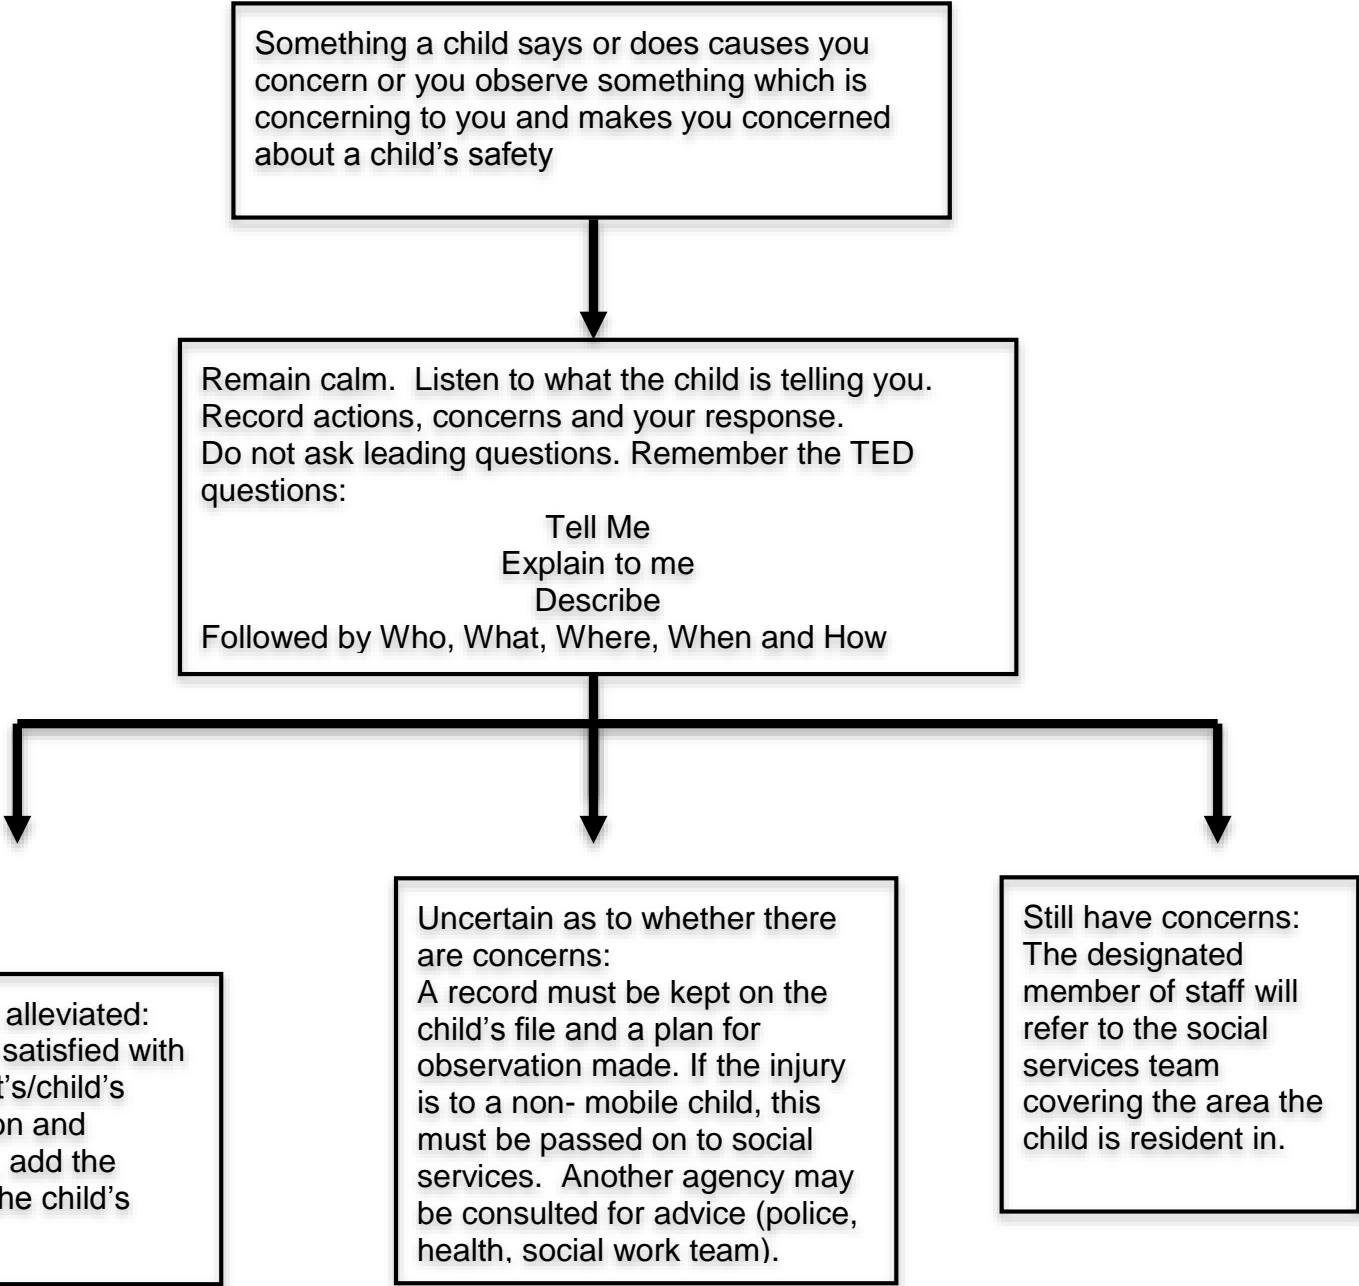 Something a child says or does causes you
concern or you observe something which is
concerning to you and makes you concerned
about a child's safety
Remain calm.  Listen to what the child is telling you.
Record actions, concerns and your response.
Do not ask leading questions. Remember the TED
questions:
Tell Me
Explain to me
Describe
Followed by Who, What, Where, When and How
alleviated:
satisfied with
t's/child's
on and
add the
he child's
Uncertain as to whether there
are concerns:
A record must be kept on the
child's file and a plan for
observation made. If the injury
is to a non- mobile child, this
must be passed on to social
services.  Another agency may
be consulted for advice (police,
health, social work team).
Still have concerns:
The designated
member of staff will
refer to the social
services team
covering the area the
child is resident in.